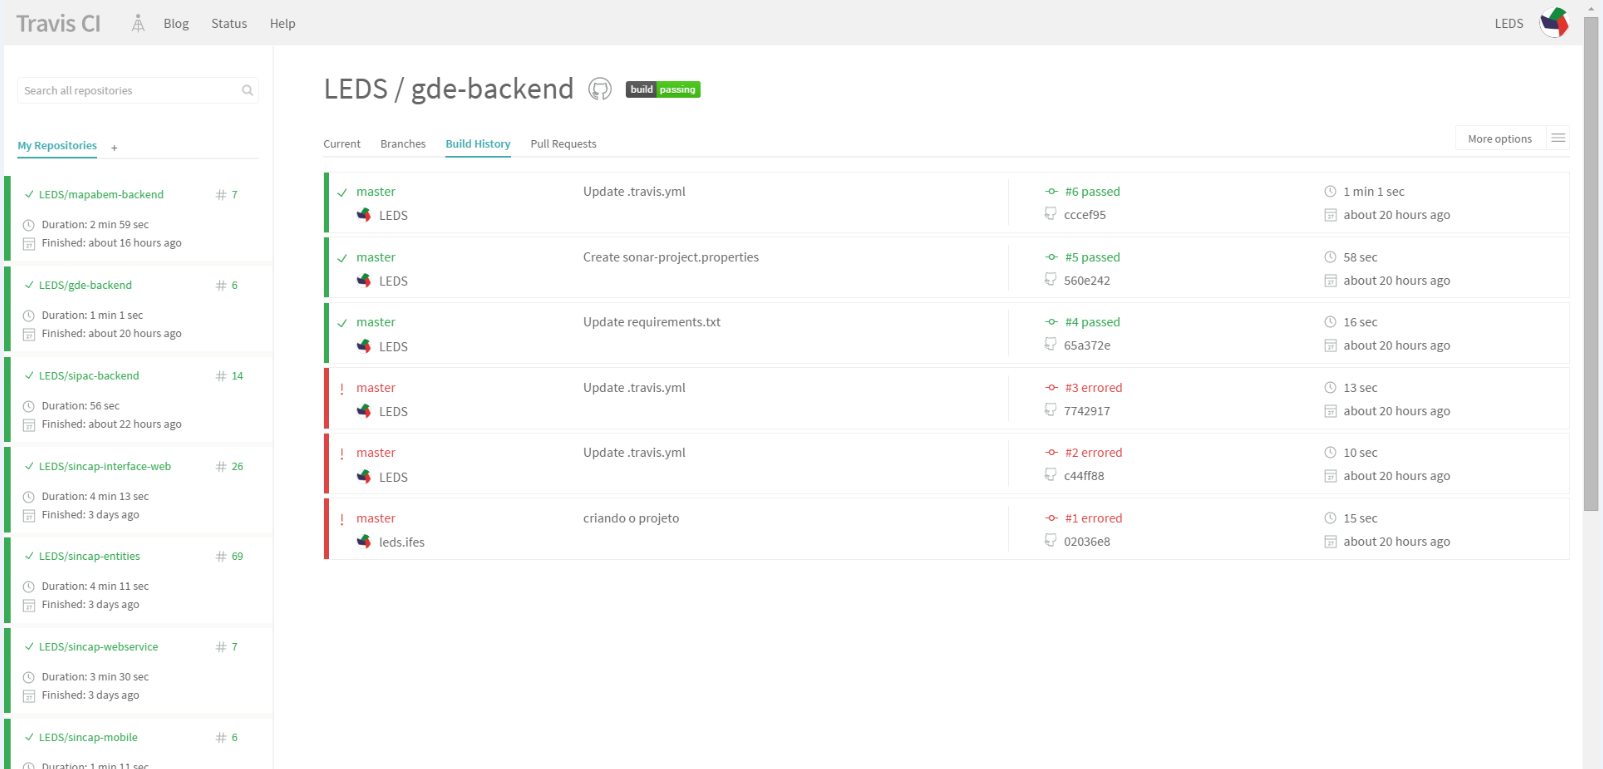 Travis CI Blog Status Help LEDS
Search all repositories
My Repositories +
LEDS/mapabem-backend # 7
Duration: 2 min 59 sec
Finished: about 16 hours ago
LEDS/gde-backend # 6
Duration: 1 min 1 sec
Finished: about 20 hours ago
LEDS/sipac-backend # 14
Duration: 56 sec
Finished: about 22 hours ago
LEDS/sincap-interface-web # 26
Duration: 4 min 13 sec
Finished: 3 days ago
LEDS/sincap-entities # 69
Duration: 4 min 11 sec
Finished: 3 days ago
LEDS/sincap-webservice # 7
Duration: 3 min 30 sec
Finished: 3 days ago
LEDS/sincap-mobile # 6
Duration: 1 min 11 sec
LEDS / gde-backend build passing
Current Branches Build History Pull Requests More options
master Update .travis.yml #6 passed 1 min 1 sec
LEDS cccef95 about 20 hours ago
master Create sonar-project.properties #5 passed 58 sec
LEDS 560e242 about 20 hours ago
master Update requirements.txt #4 passed 16 sec
LEDS 65a372e about 20 hours ago
! master Update .travis.yml #3 errored 13 sec
LEDS 7742917 about 20 hours ago
! master Update .travis.yml #2 errored 10 sec
LEDS c44ff88 about 20 hours ago
! master criando o projeto #1 errored 15 sec
leds.ifes 02036e8 about 20 hours ago